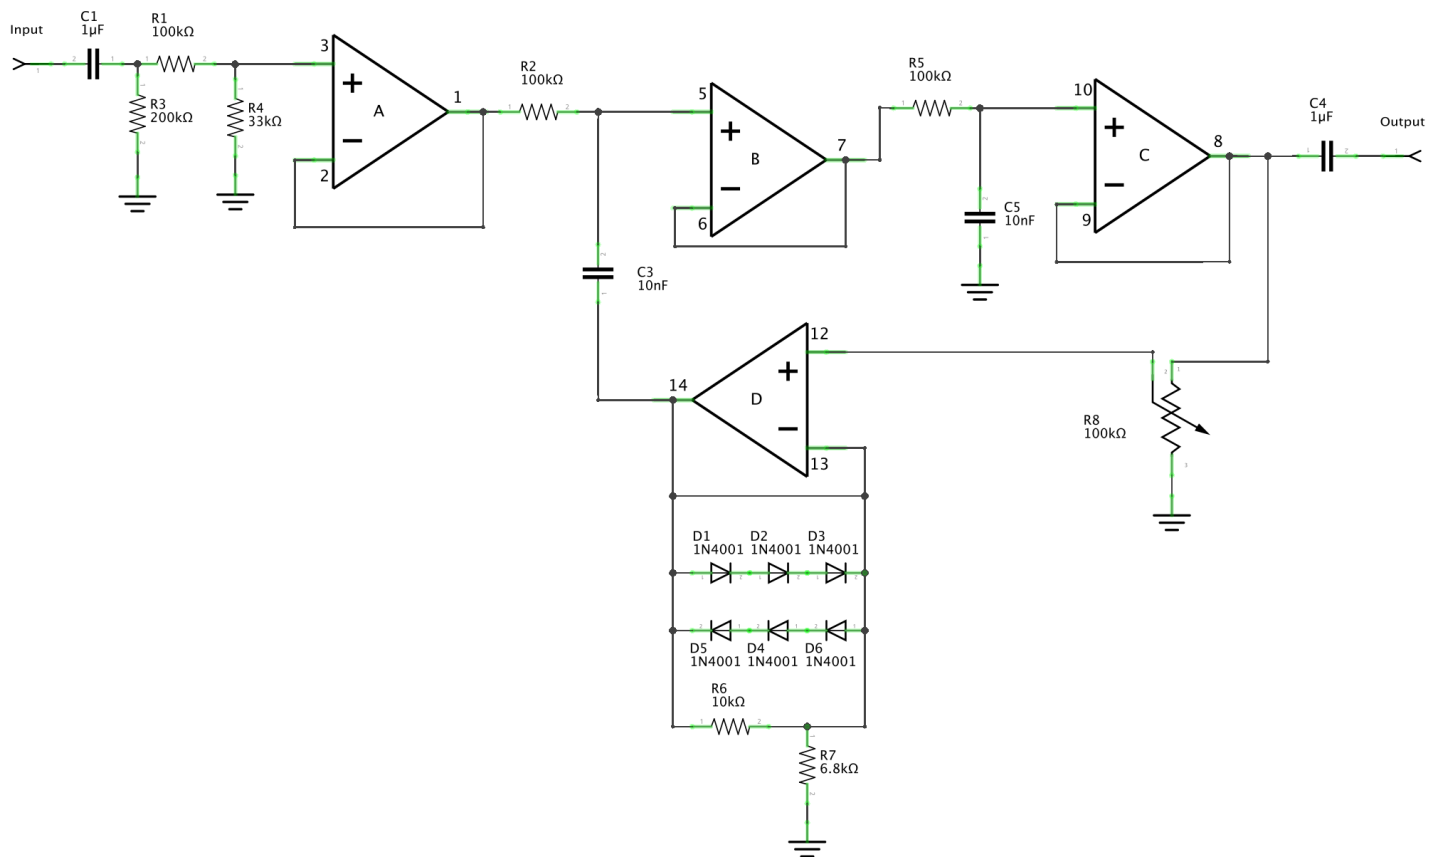 Input
C1
1µF
R1
100kΩ
R3
200kΩ
R4
33kΩ
3
A
2
1
R2
100kΩ
5
B
6
7
R5
100kΩ
C5
10nF
10
C
9
8
C4
1µF
Output
C3
10nF
12
14
D
13
R8
100kΩ
D1
1N4001
D2
1N4001
D3
1N4001
D5
1N4001
D4
1N4001
D6
1N4001
R6
10kΩ
R7
6.8kΩ